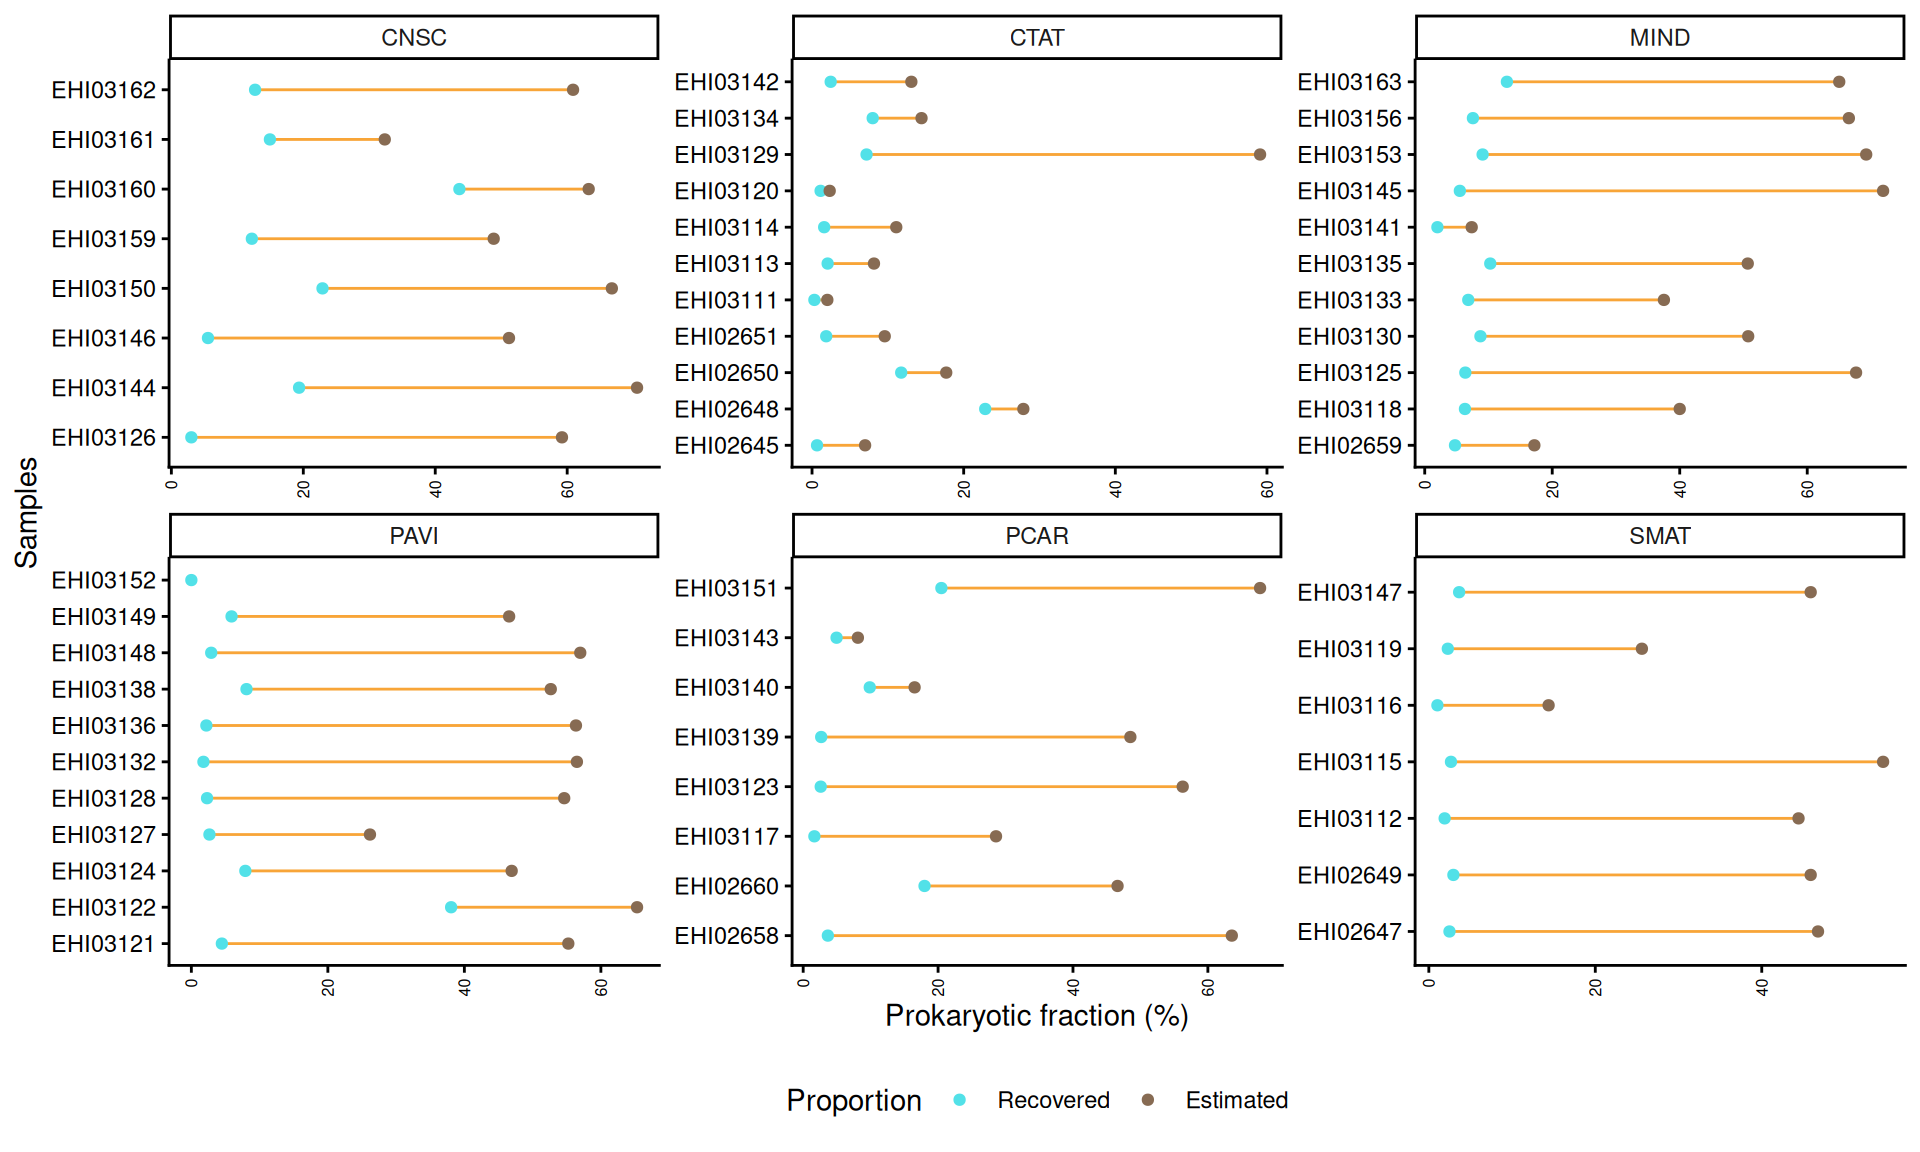 CNSC
CTAT
MIND
EHI03162
EHI03161
EHI03160
EHI03159
EHI03150
EHI03146
EHI03144
EHI03126
0 20 40 60
EHI03142
EHI03134
EHI03129
EHI03120
EHI03114
EHI03113
EHI03111
EHI02651
EHI02650
EHI02648
EHI02645
0 20 40 60
EHI03163
EHI03156
EHI03153
EHI03145
EHI03141
EHI03135
EHI03133
EHI03130
EHI03125
EHI03118
EHI02659
0 20 40 60
Samples
PAVI
PCAR
SMAT
EHI03152
EHI03149
EHI03148
EHI03138
EHI03136
EHI03132
EHI03128
EHI03127
EHI03124
EHI03122
EHI03121
0 20 40 60
EHI03151
EHI03143
EHI03140
EHI03139
EHI03123
EHI03117
EHI02660
EHI02658
0 20 40 60
EHI03147
EHI03119
EHI03116
EHI03115
EHI03112
EHI02649
EHI02647
0 20 40
Prokaryotic fraction (%)
Proportion Recovered Estimated